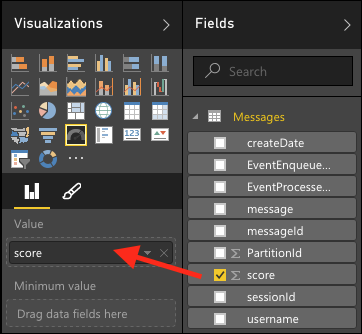 Visualizations
Fields
Search
Messages
createDate
EventEnqueue...
EventProcesse...
message
messageId
PartitionId
score
sessionId
username
123
Value
score
Minimum value
Drag data fields here